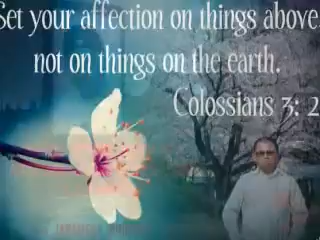 Set your affection on things above,
not on things on the earth.
Colossians 3: 2